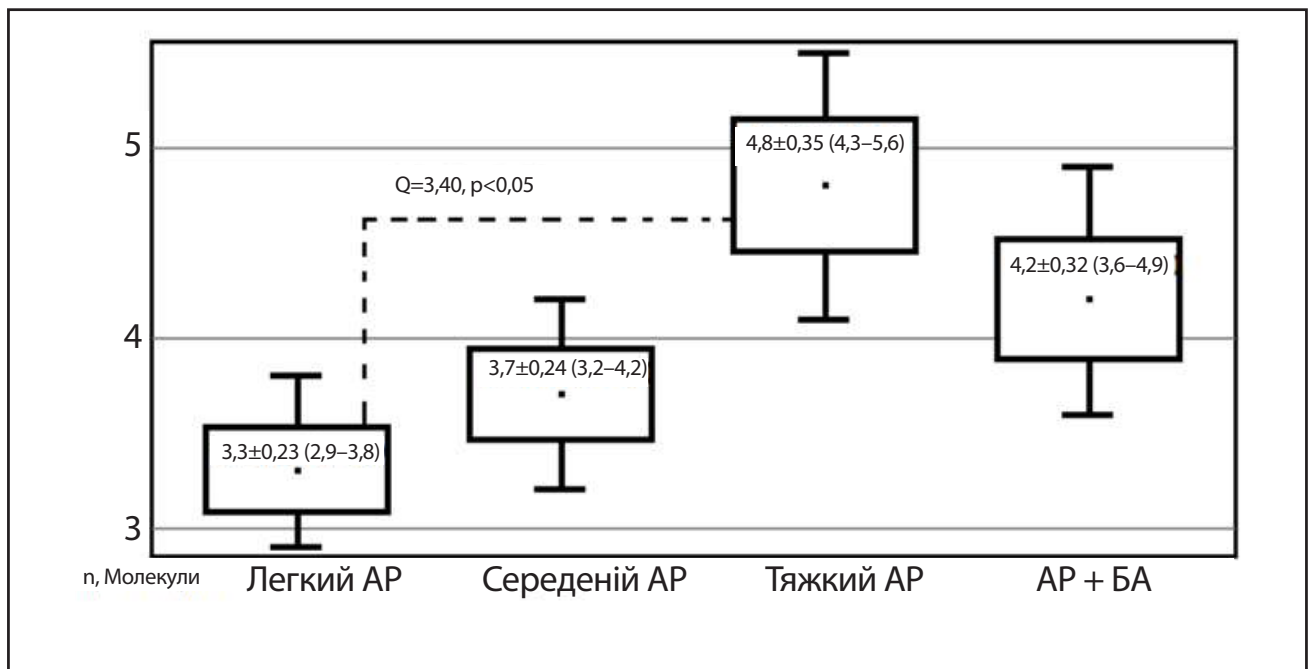 5
4,8±0,35 (4,3–5,6)
Q=3,40, p<0,05
4,2±0,32 (3,6–4,9)
4
3,7±0,24 (3,2–4,2)
3,3±0,23 (2,9–3,8)
3
n, Молекули
Легкий АР
Середеній АР
Тяжкий АР
АР + БА